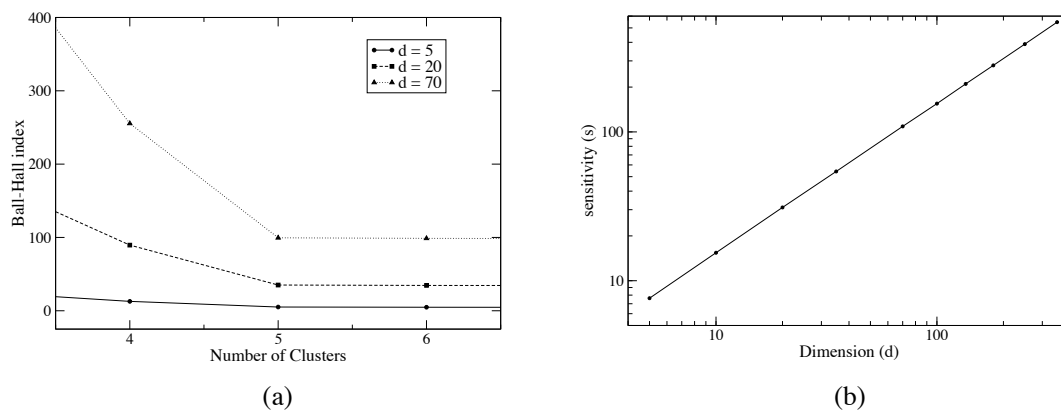 400
300
200
100
0
Ball-Hall index
d = 5
d = 20
d = 70
4
5
6
Number of Clusters
(a)
100
10
sensitivity (s)
10
100
Dimension (d)
(b)